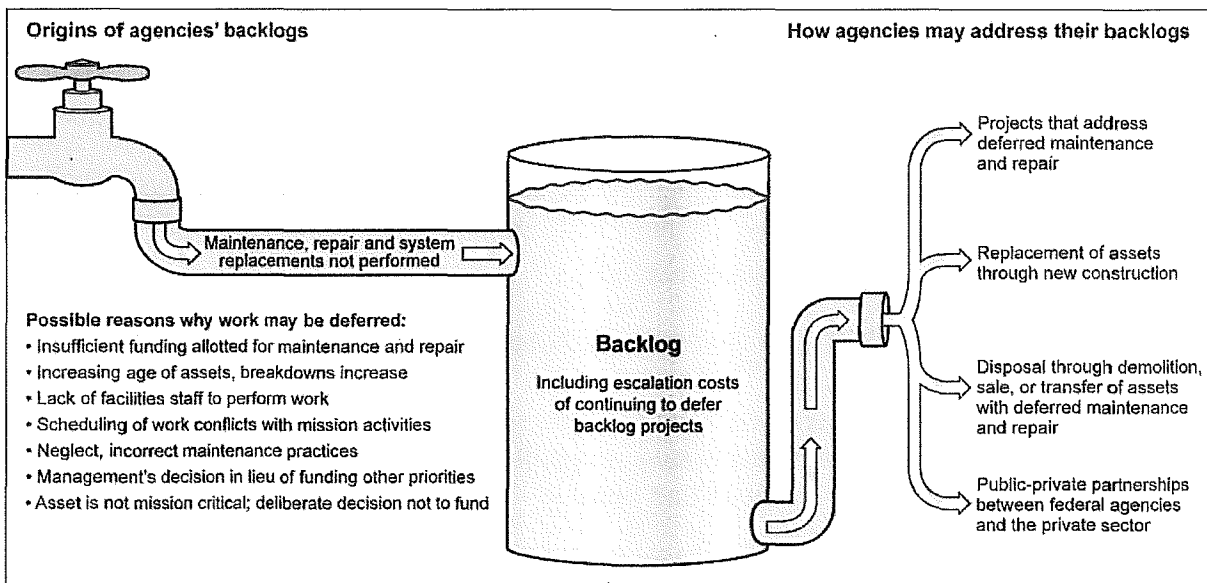 Origins of agencies' backlogs
How agencies may address their backlogs
Maintenance, repair and system
replacements not performed
Possible reasons why work may be deferred:
• Insufficient funding allotted for maintenance and repair
• Increasing age of assets, breakdowns increase
• Lack of facilities staff to perform work
• Scheduling of work conflicts with mission activities
• Neglect, incorrect maintenance practices
• Management's decision in lieu of funding other priorities
• Asset is not mission critical; deliberate decision not to fund
Backlog
Including escalation costs
of continuing to defer
backlog projects
Projects that address
deferred maintenance
and repair
Replacement of assets
through new construction
Disposal through demolition,
sale, or transfer of assets
with deferred maintenance
and repair
Public-private partnerships
between federal agencies
and the private sector